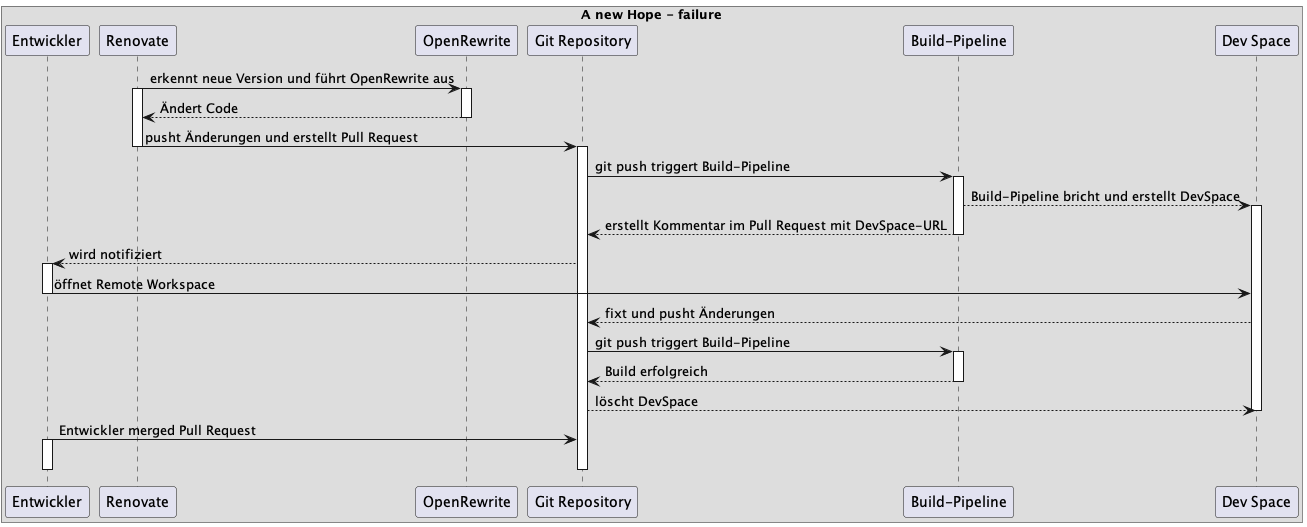 A new Hope – failure
Entwickler Renovate OpenRewrite Git Repository Build-Pipeline Dev Space
erkennt neue Version und führt OpenRewrite aus
Ändert Code
pusht Änderungen und erstellt Pull Request
git push triggert Build-Pipeline
Build-Pipeline bricht und erstellt DevSpace
erstellt Kommentar im Pull Request mit DevSpace-URL
wird notifiziert
öffnet Remote Workspace
fixt und pusht Änderungen
git push triggert Build-Pipeline
Build erfolgreich
löscht DevSpace
Entwickler merged Pull Request
Entwickler Renovate OpenRewrite Git Repository Build-Pipeline Dev Space